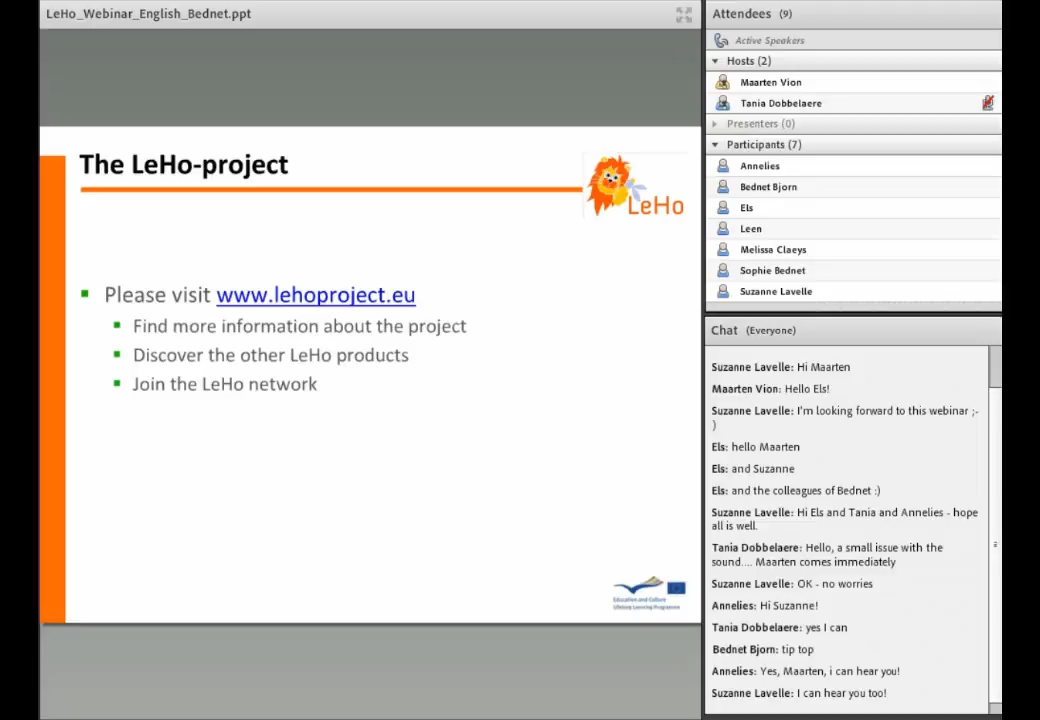 LeHo_Webinar_English_Bednet.ppt
The LeHo-project
LeHo
Please visit www.lehoproject.eu
Find more information about the project
Discover the other LeHo products
Join the LeHo network
Education and Culture
Lifelong Learning Programme
Attendees (9)
Active Speakers
Hosts (2)
Maarten Vion
Tania Dobbelaere
Presenters (0)
Participants (7)
Annelies
Bednet Bjorn
Els
Leen
Melissa Claeys
Sophie Bednet
Suzanne Lavelle
Chat (Everyone)
Suzanne Lavelle: Hi Maarten
Maarten Vion: Hello Els!
Suzanne Lavelle: I'm looking forward to this webinar ;-
)
Els: hello Maarten
Els: and Suzanne
Els: and the colleagues of Bednet :)
Suzanne Lavelle: Hi Els and Tania and Annelies - hope
all is well.
Tania Dobbelaere: Hello, a small issue with the
sound.... Maarten comes immediately
Suzanne Lavelle: OK - no worries
Annelies: Hi Suzanne!
Tania Dobbelaere: yes I can
Bednet Bjorn: tip top
Annelies: Yes, Maarten, i can hear you!
Suzanne Lavelle: I can hear you too!